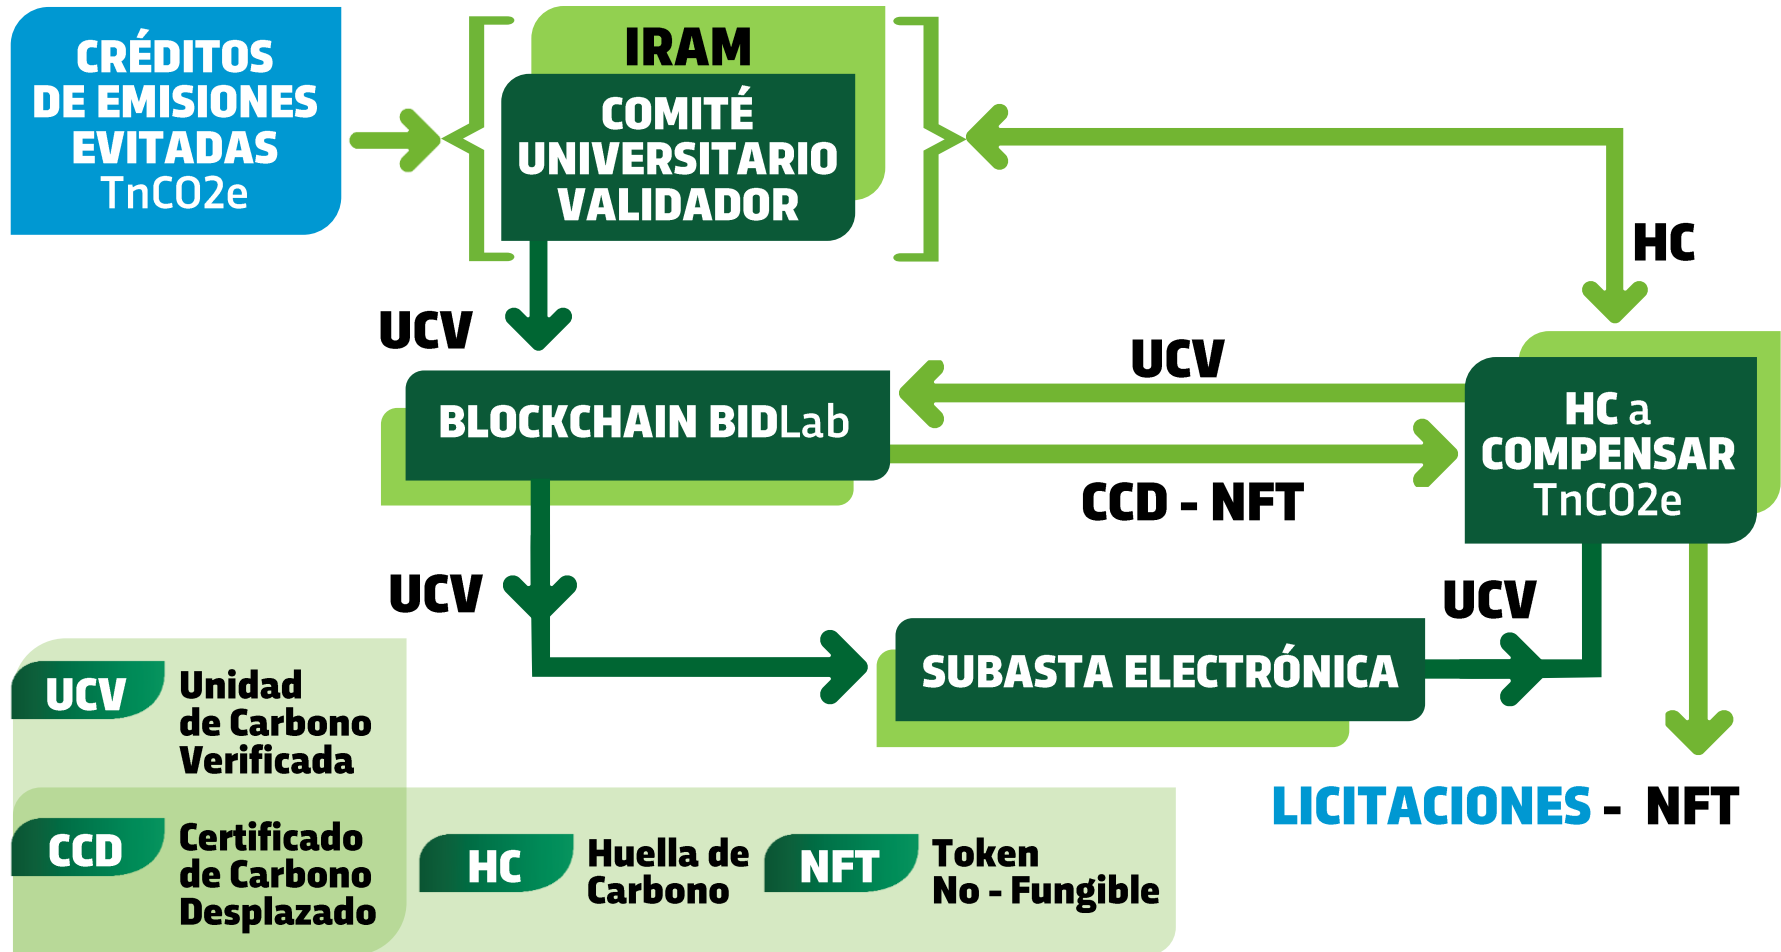 CRÉDITOS
DE EMISIONES
EVITADAS
TnCO2e
IRAM
COMITÉ
UNIVERSITARIO
VALIDADOR
HC
UCV
UCV
BLOCKCHAIN BIDLab
HC a
COMPENSAR
TnCO2e
CCD - NFT
UCV
UCV
SUBASTA ELECTRÓNICA
LICITACIONES - NFT
UCV
Unidad
de Carbono
Verificada
CCD
Certificado
de Carbono
Desplazado
HC
Huella de
Carbono
NFT
Token
No - Fungible